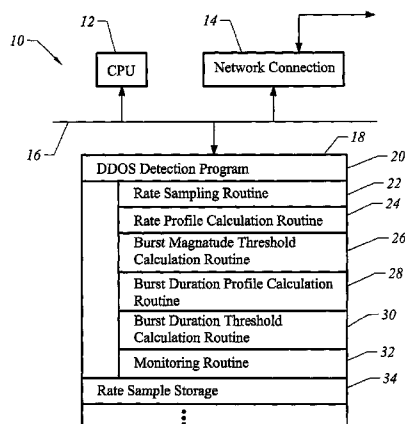 10
12
CPU
14
Network Connection
16
18
DDOS Detection Program
20
Rate Sampling Routine
22
Rate Profile Calculation Routine
24
Burst Magnatude Threshold
Calculation Routine
26
Burst Duration Profile Calculation
Routine
28
Burst Duration Threshold
Calculation Routine
30
Monitoring Routine
32
Rate Sample Storage
34